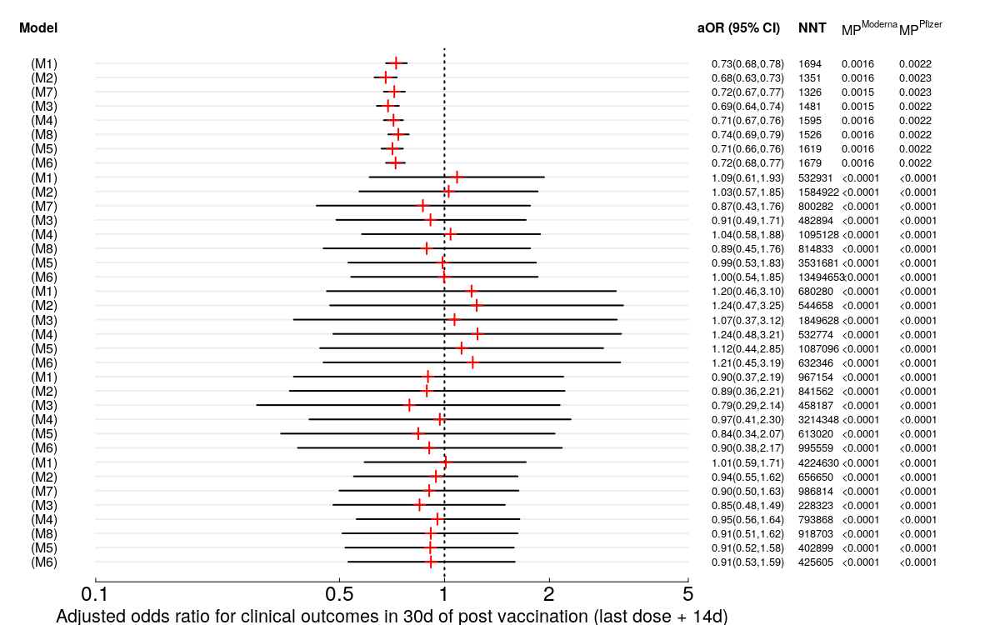 Model aOR (95% CI) NNT MPModerna MPPfizer
(M1) 0.73(0.68,0.78) 1694 0.0016 0.0022
(M2) 0.68(0.63,0.73) 1351 0.0016 0.0023
(M7) 0.72(0.67,0.77) 1326 0.0015 0.0023
(M3) 0.69(0.64,0.74) 1481 0.0015 0.0022
(M4) 0.71(0.67,0.76) 1595 0.0016 0.0022
(M8) 0.74(0.69,0.79) 1526 0.0016 0.0022
(M5) 0.71(0.66,0.76) 1619 0.0016 0.0022
(M6) 0.72(0.68,0.77) 1679 0.0016 0.0022
(M1) 1.09(0.61,1.93) 532931 <0.0001 <0.0001
(M2) 1.03(0.57,1.85) 1584922 <0.0001 <0.0001
(M7) 0.87(0.43,1.76) 800282 <0.0001 <0.0001
(M3) 0.91(0.49,1.71) 482894 <0.0001 <0.0001
(M4) 1.04(0.58,1.88) 1095128 <0.0001 <0.0001
(M8) 0.89(0.45,1.76) 814833 <0.0001 <0.0001
(M5) 0.99(0.53,1.83) 3531681 <0.0001 <0.0001
(M6) 1.00(0.54,1.85) 13494653 <0.0001 <0.0001
(M1) 1.20(0.46,3.10) 680280 <0.0001 <0.0001
(M2) 1.24(0.47,3.25) 544658 <0.0001 <0.0001
(M3) 1.07(0.37,3.12) 1849628 <0.0001 <0.0001
(M4) 1.24(0.48,3.21) 532774 <0.0001 <0.0001
(M5) 1.12(0.44,2.85) 1087096 <0.0001 <0.0001
(M6) 1.21(0.45,3.19) 632346 <0.0001 <0.0001
(M1) 0.90(0.37,2.19) 967154 <0.0001 <0.0001
(M2) 0.89(0.36,2.21) 841562 <0.0001 <0.0001
(M3) 0.79(0.29,2.14) 458187 <0.0001 <0.0001
(M4) 0.97(0.41,2.30) 3214348 <0.0001 <0.0001
(M5) 0.84(0.34,2.07) 613020 <0.0001 <0.0001
(M6) 0.90(0.38,2.17) 995559 <0.0001 <0.0001
(M1) 1.01(0.59,1.71) 4224630 <0.0001 <0.0001
(M2) 0.94(0.55,1.62) 656650 <0.0001 <0.0001
(M7) 0.90(0.50,1.63) 986814 <0.0001 <0.0001
(M3) 0.85(0.48,1.49) 228323 <0.0001 <0.0001
(M4) 0.95(0.56,1.64) 793868 <0.0001 <0.0001
(M8) 0.91(0.51,1.62) 918703 <0.0001 <0.0001
(M5) 0.91(0.52,1.58) 402899 <0.0001 <0.0001
(M6) 0.91(0.53,1.59) 425605 <0.0001 <0.0001
0.1 0.5 1 2 5
Adjusted odds ratio for clinical outcomes in 30d of post vaccination (last dose + 14d)